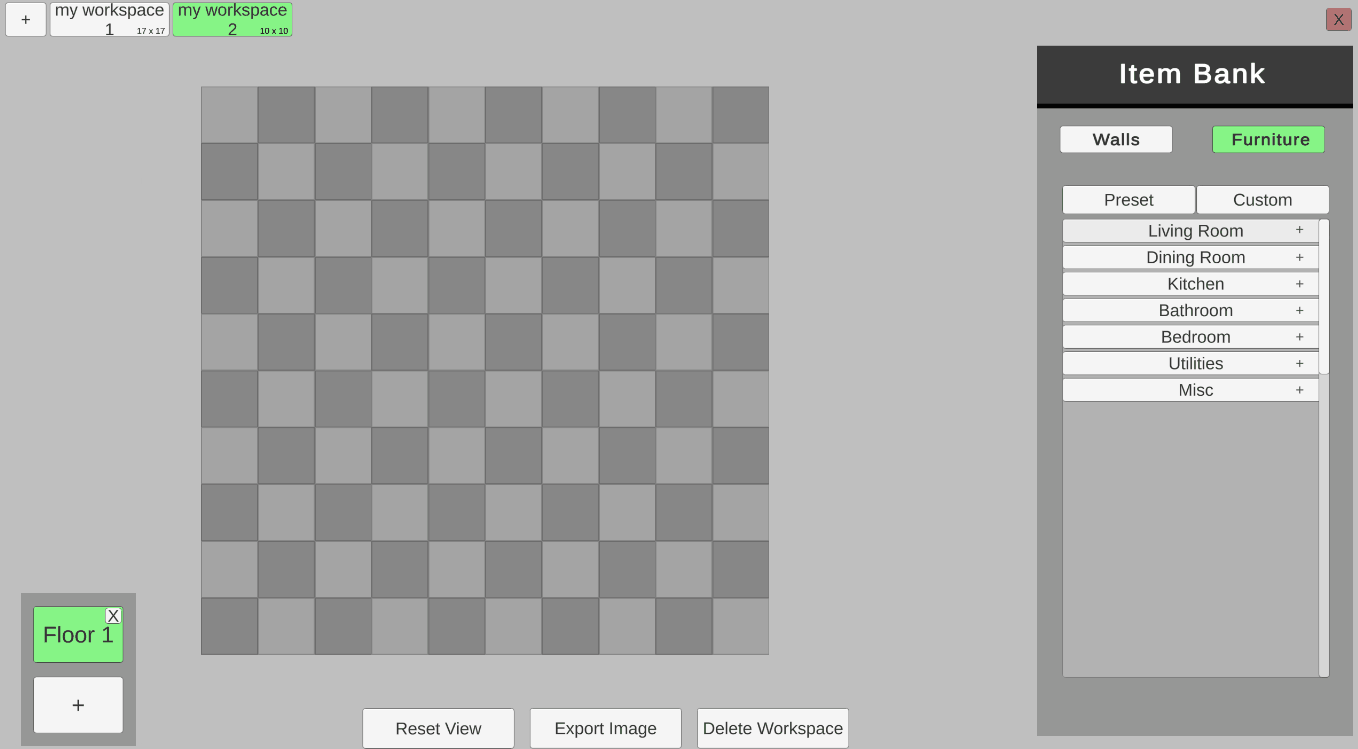 +
my workspace
1
17 x 17
my workspace
2
10 x 10
X
Item Bank
Walls
Furniture
Preset
Custom
Living Room +
Dining Room +
Kitchen +
Bathroom +
Bedroom +
Utilities +
Misc +
X
Floor 1
+
Reset View
Export Image
Delete Workspace